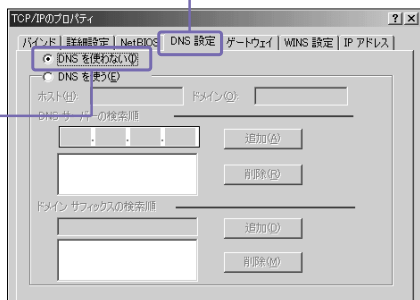 TCP/IPのプロパティ
バインド 詳細設定 NetBIOS DNS 設定 ゲートウェイ WINS 設定 IP アドレス
DNS を使わない(I)
DNS を使う(E)
ホスト(H): ドメイン(O):
DNS サーバーの検索順
追加(A)
削除(R)
ドメイン サフィックスの検索順
追加(D)
削除(M)